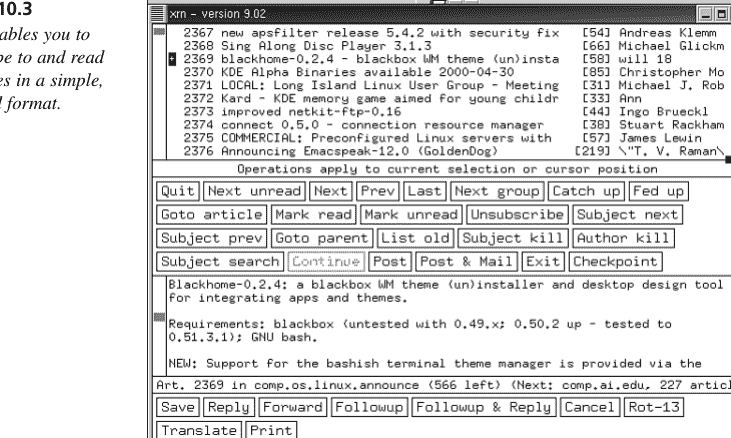 10.3
ables you to
be to and read
es in a simple,
format.
xrn - version 9.02
2367 new apsfilter release 5.4.2 with security fix [54] Andreas Klemm
2368 Sing Along Disc Player 3.1.3 [66] Michael Glickm
+ 2369 blackhome-0.2.4 - blackbox WM theme (un)insta [58] will 18
2370 KDE Alpha Binaries available 2000-04-30 [85] Christopher Mo
2371 LOCAL: Long Island Linux User Group - Meeting [31] Michael J. Rob
2372 Kard - KDE memory game aimed for young childr [33] Ann
2373 improved netkit-ftp-0.16 [44] Ingo Brueckl
2374 connect 0.5.0 - connection resource manager [38] Stuart Rackham
2375 COMMERCIAL: Preconfigured Linux servers with [57] James Lewin
2376 Announcing Emacspeak-12.0 (GoldenDog) [219] \"T. V. Raman\
Operations apply to current selection or cursor position
Quit Next unread Next Prev Last Next group Catch up Fed up
Goto article Mark read Mark unread Unsubscribe Subject next
Subject prev Goto parent List old Subject kill Author kill
Subject search Continue Post Post & Mail Exit Checkpoint
Blackhome-0.2.4: a blackbox WM theme (un)installer and desktop design tool
for integrating apps and themes.
Requirements: blackbox (untested with 0.49.x; 0.50.2 up - tested to
0.51.3.1); GNU bash.
NEW: Support for the bashish terminal theme manager is provided via the
Art. 2369 in comp.os.linux.announce (566 left) (Next: comp.ai.edu, 227 articl
Save Reply Forward Followup Followup & Reply Cancel Rot-13
Translate Print